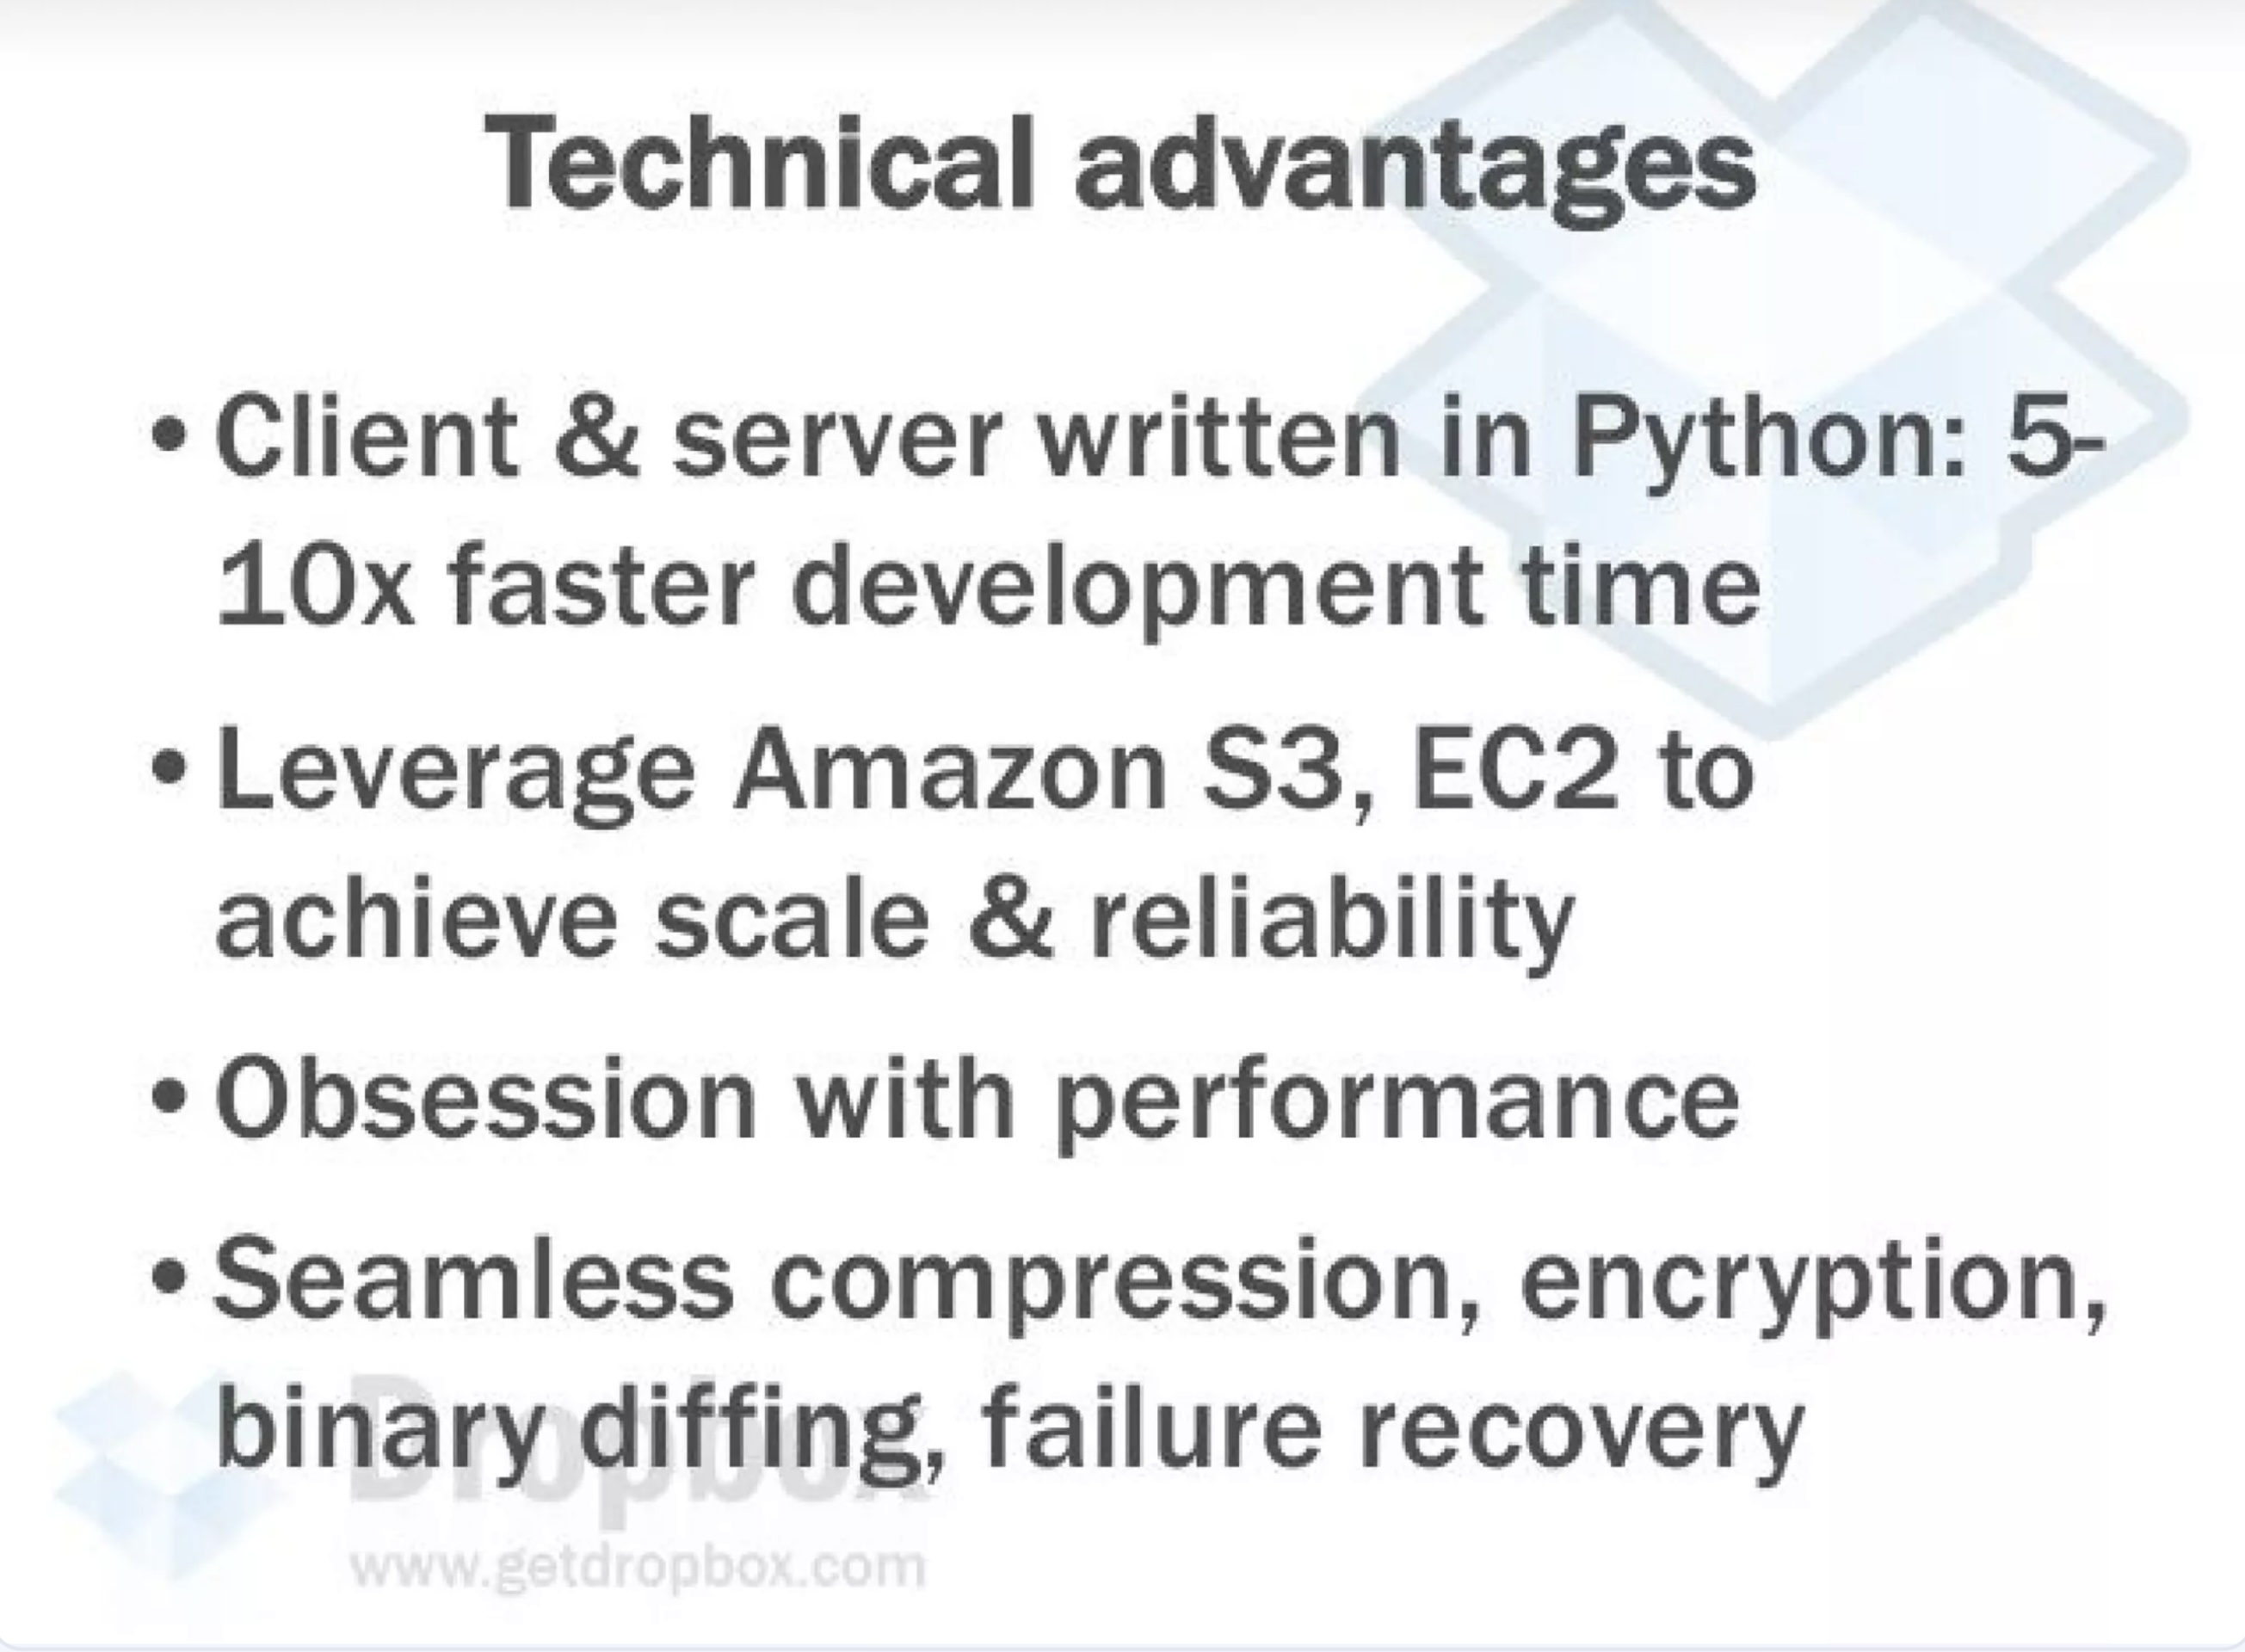 Technical advantages
• Client & server written in Python: 5-
10x faster development time
• Leverage Amazon S3, EC2 to
achieve scale & reliability
• Obsession with performance
• Seamless compression, encryption,
binary diffing, failure recovery
Dropbox
www.getdropbox.com